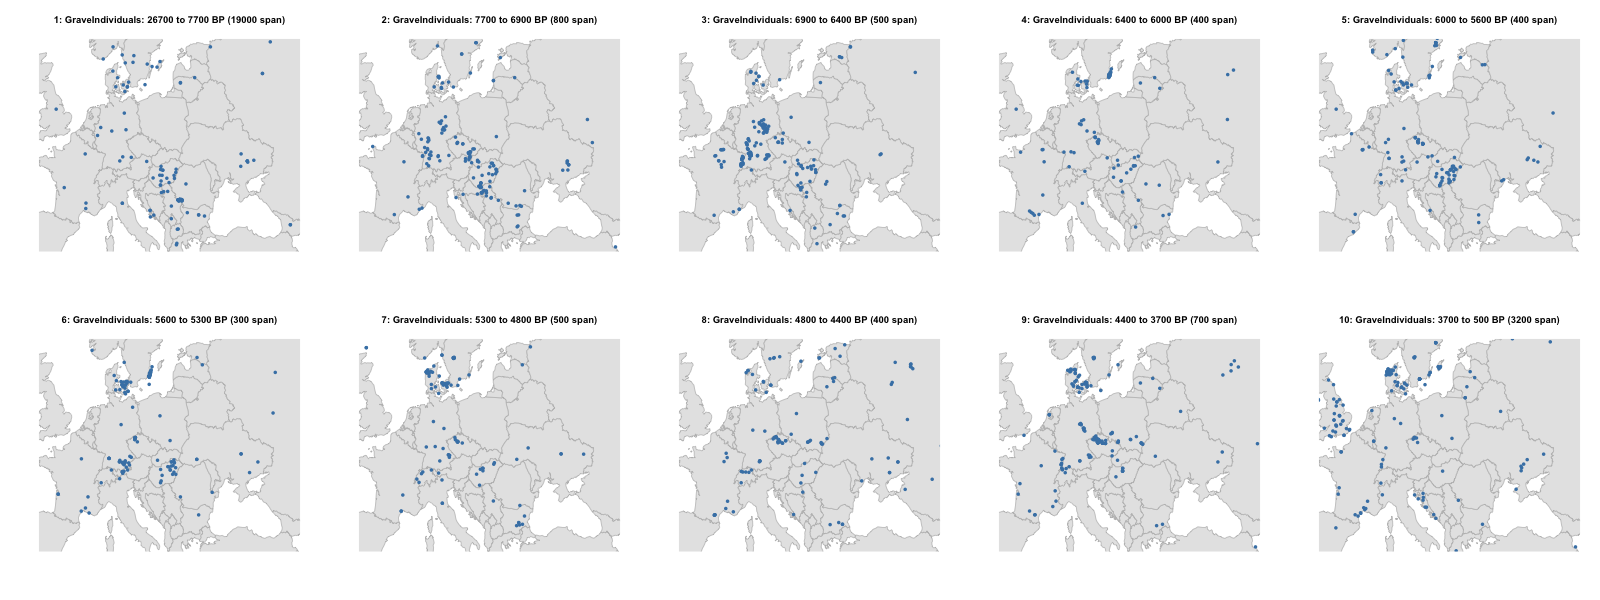 1: GraveIndividuals: 26700 to 7700 BP (19000 span)
2: GraveIndividuals: 7700 to 6900 BP (800 span)
3: GraveIndividuals: 6900 to 6400 BP (500 span)
4: GraveIndividuals: 6400 to 6000 BP (400 span)
5: GraveIndividuals: 6000 to 5600 BP (400 span)
6: GraveIndividuals: 5600 to 5300 BP (300 span)
7: GraveIndividuals: 5300 to 4800 BP (500 span)
8: GraveIndividuals: 4800 to 4400 BP (400 span)
9: GraveIndividuals: 4400 to 3700 BP (700 span)
10: GraveIndividuals: 3700 to 500 BP (3200 span)